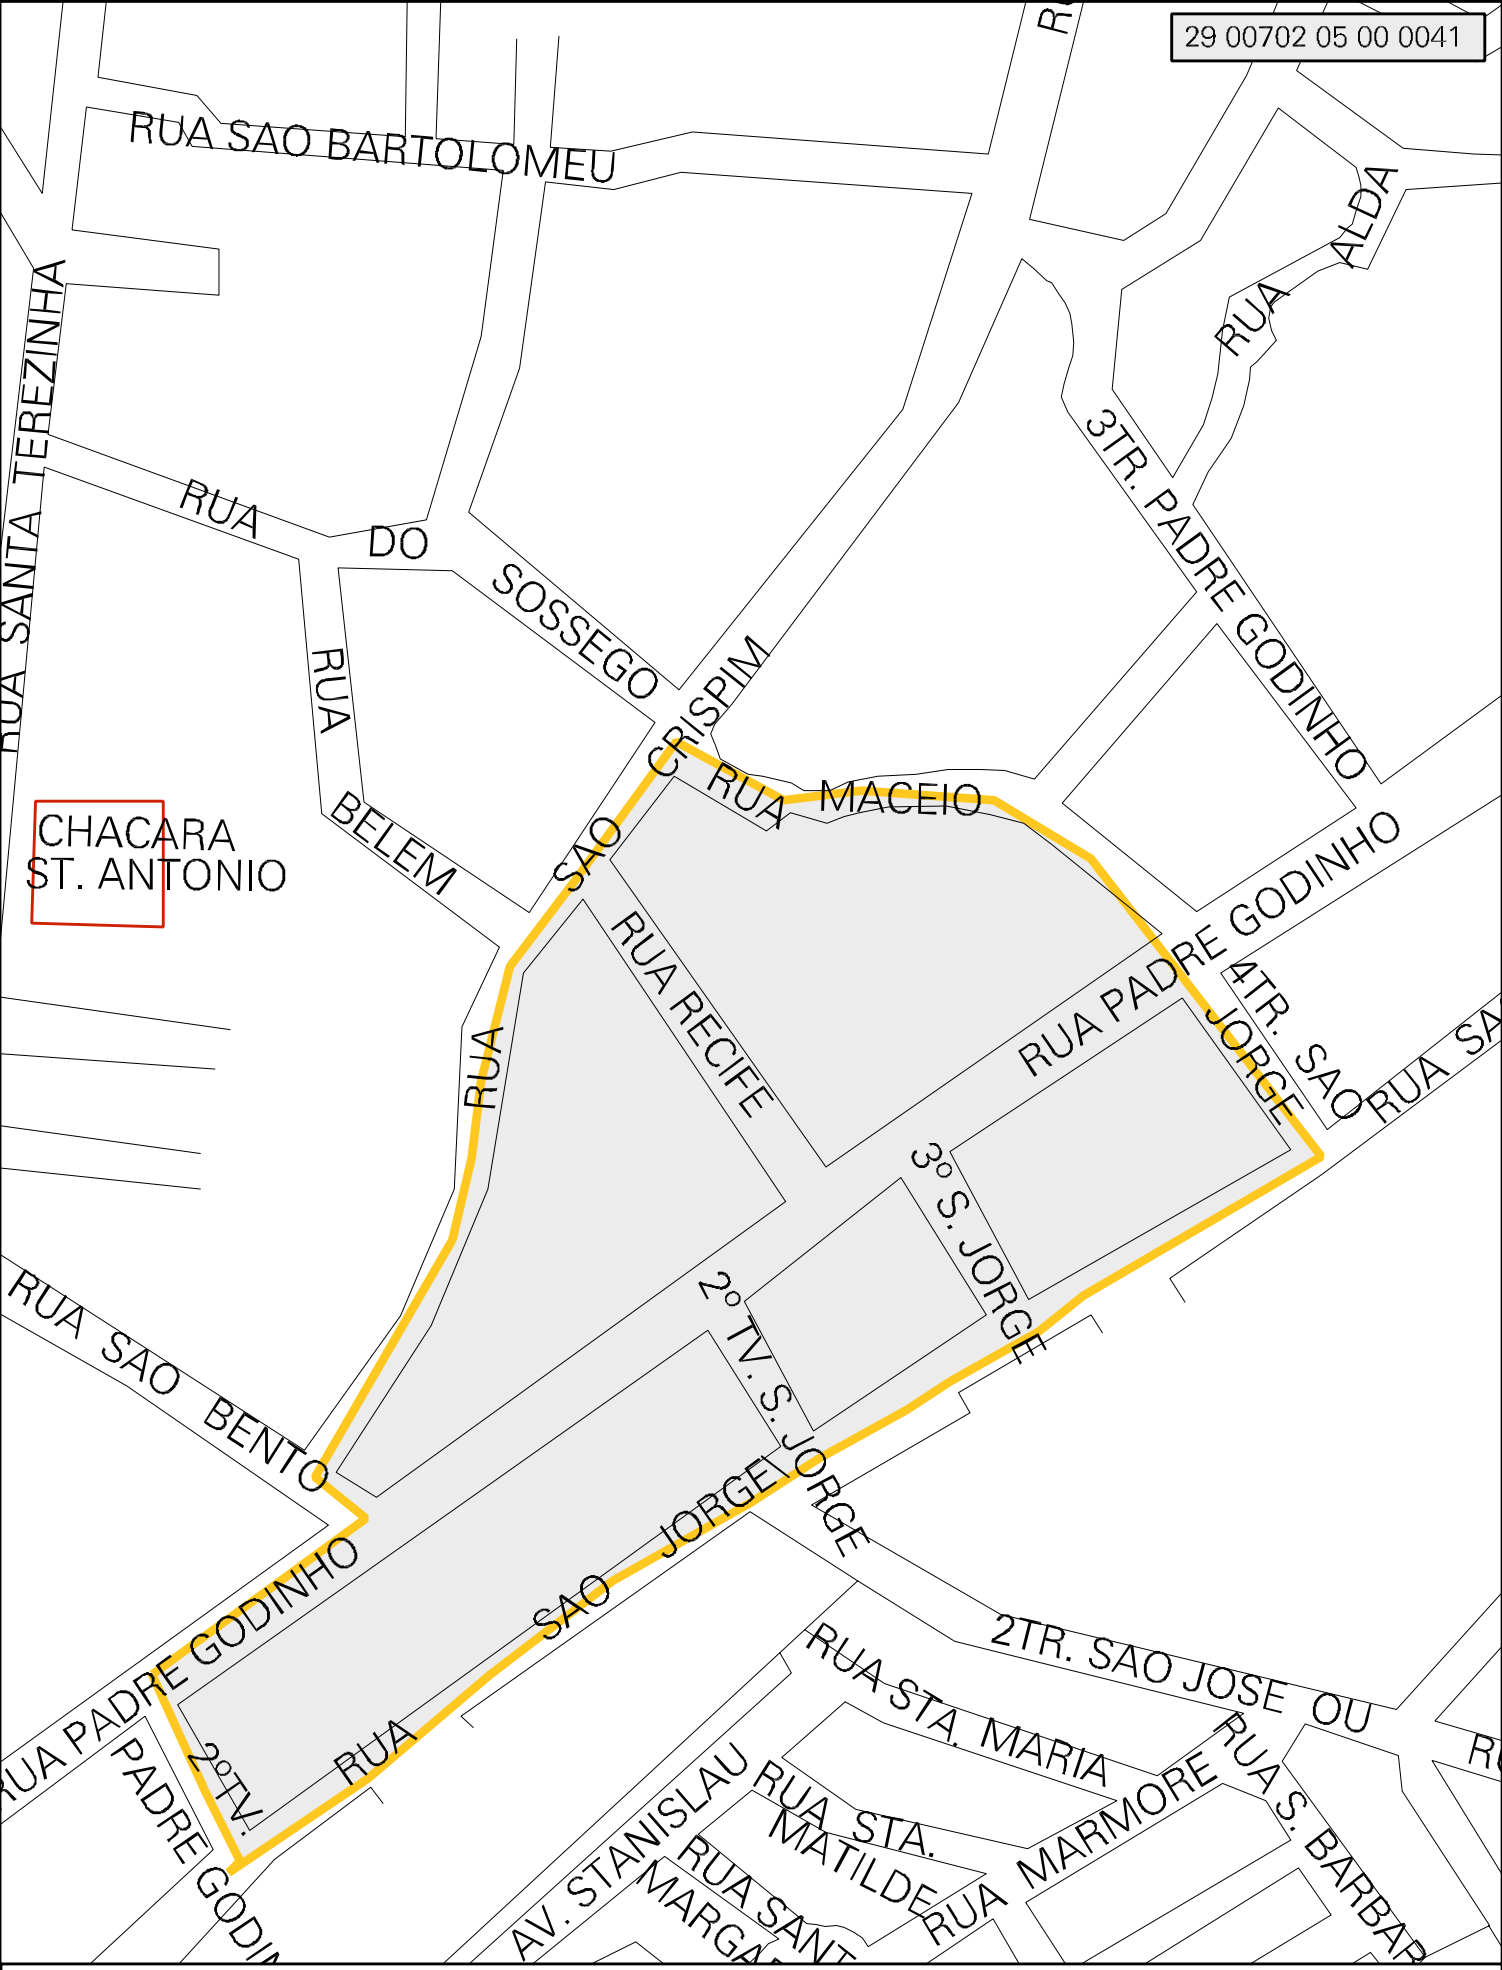 29 00702 05 00 0041
RUA SAO BARTOLOMEU
RUA ALDA
RUA SANTA TEREZINHA
3TR. PADRE GODINHO
RUA DO SOSSEGO
RUA BELEM
RUA SAO CRISPIM
RUA MACEIO
CHACARA
ST. ANTONIO
RUA RECIFE
RUA PADRE GODINHO
4TR. SAO JORGE
RUA SA
3º S. JORGE
2º TV. S. JORGE
RUA SAO BENTO
RUA SAO JORGE
RUA PADRE GODINHO
2ºTV.
PADRE GODIN
2TR. SAO JOSE OU
RUA STA. MARIA
RUA STA.
MATILDE
RUA MARMORE
RUA S. BARBAR
AV. STANISLAU
RUA SANT
MARGA